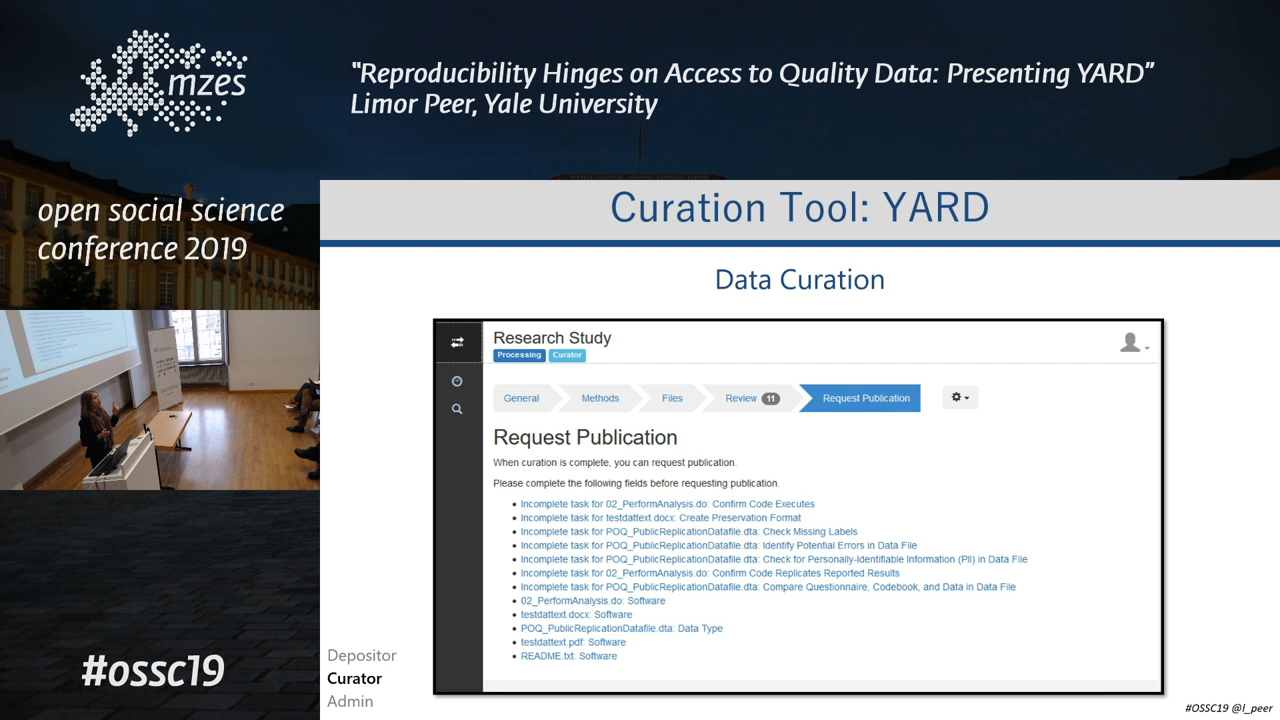 mzes
"Reproducibility Hinges on Access to Quality Data: Presenting YARD"
Limor Peer, Yale University
open social science
conference 2019
Curation Tool: YARD
Data Curation
Research Study
Processing Curator
General Methods Files Review 11 Request Publication
Request Publication
When curation is complete, you can request publication.
Please complete the following fields before requesting publication.
• Incomplete task for 02_PerformAnalysis.do: Confirm Code Executes
• Incomplete task for testdattext.docx: Create Preservation Format
• Incomplete task for POQ_PublicReplicationDatafile.dta: Check Missing Labels
• Incomplete task for POQ_PublicReplicationDatafile.dta: Identify Potential Errors in Data File
• Incomplete task for POQ_PublicReplicationDatafile.dta: Check for Personally-Identifiable Information (PII) in Data File
• Incomplete task for 02_PerformAnalysis.do: Confirm Code Replicates Reported Results
• Incomplete task for POQ_PublicReplicationDatafile.dta: Compare Questionnaire, Codebook, and Data in Data File
• 02_PerformAnalysis.do: Software
• testdattext.docx: Software
• POQ_PublicReplicationDatafile.dta: Data Type
• testdattext.pdf: Software
• README.txt: Software
Depositor
Curator
Admin
#ossc19
#OSSC19 @l_peer